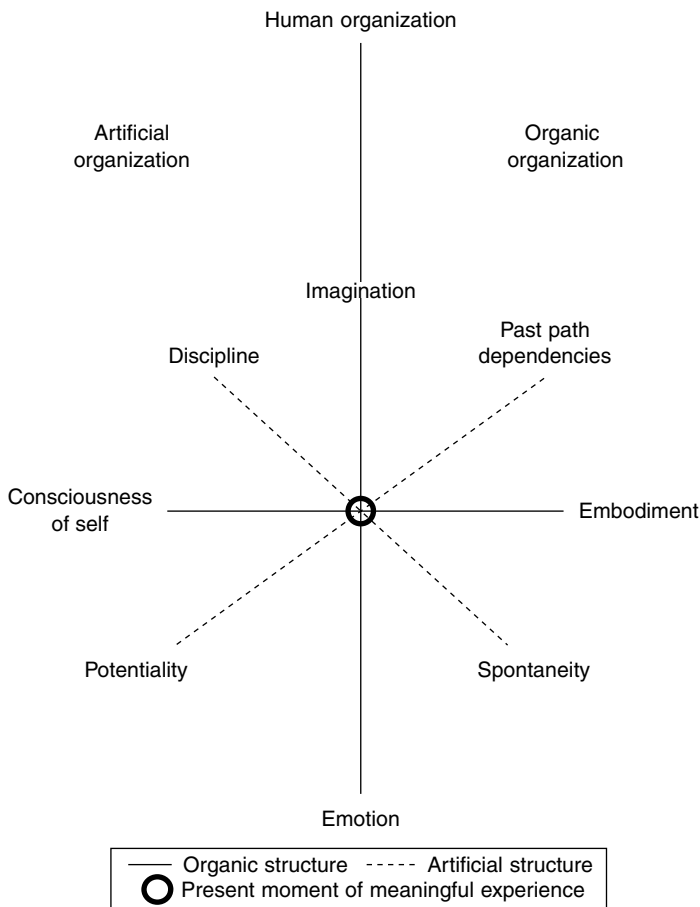 Human organization
Artificial
organization
Organic
organization
Imagination
Discipline
Past path
dependencies
Consciousness
of self
Embodiment
Potentiality
Spontaneity
Emotion
Organic structure
Artificial structure
Present moment of meaningful experience